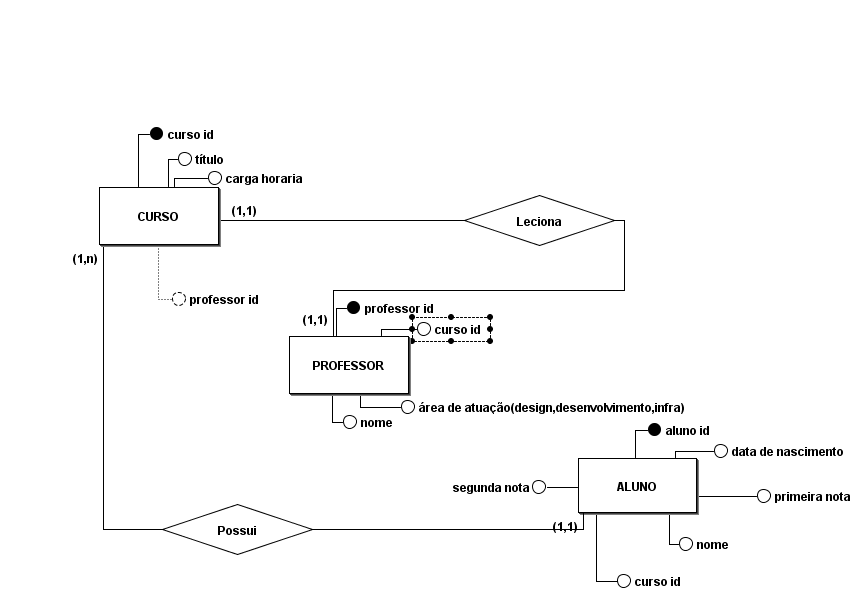 curso id
título
carga horaria
CURSO
(1,1)
Leciona
(1,n)
professor id
professor id
(1,1)
curso id
PROFESSOR
área de atuação(design,desenvolvimento,infra)
nome
aluno id
data de nascimento
segunda nota
ALUNO
primeira nota
Possui
(1,1)
nome
curso id